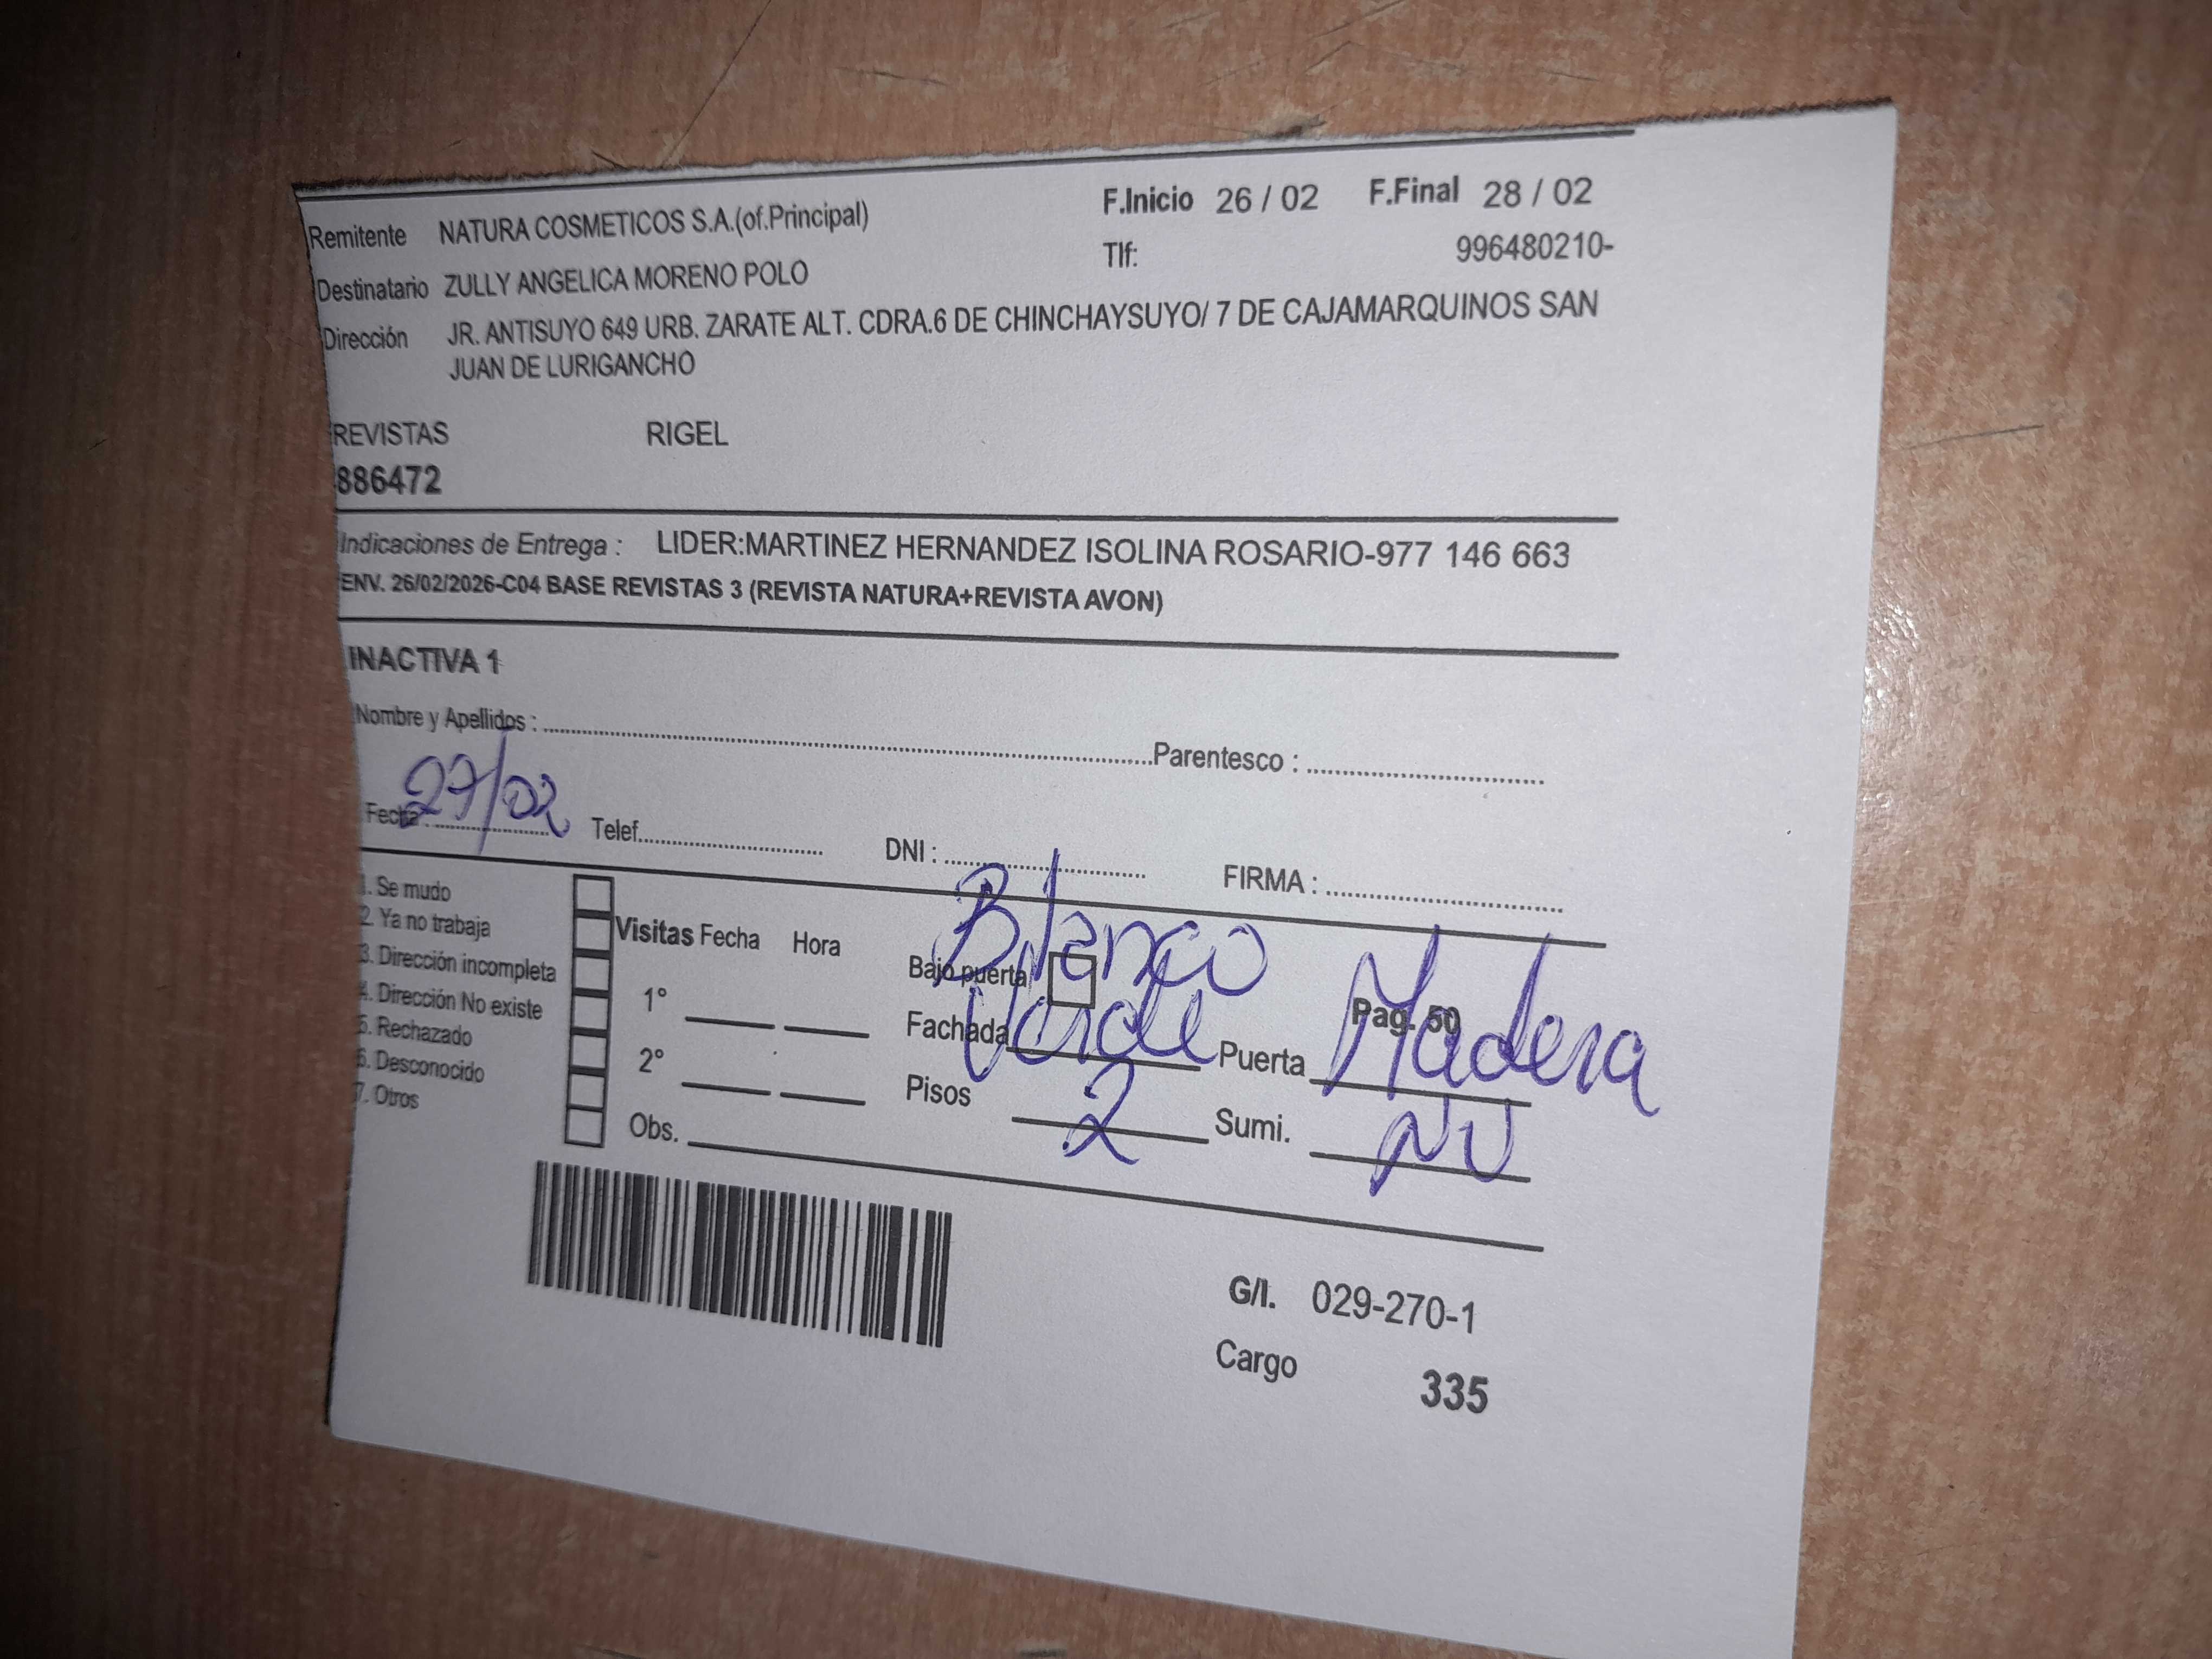 Remitente NATURA COSMETICOS S.A.(of.Principal) F.Inicio 26 / 02 F.Final 28 / 02
Destinatario ZULLY ANGELICA MORENO POLO Tlf: 996480210-
Dirección JR. ANTISUYO 649 URB. ZARATE ALT. CDRA.6 DE CHINCHAYSUYO/ 7 DE CAJAMARQUINOS SAN
JUAN DE LURIGANCHO
REVISTAS RIGEL
886472
Indicaciones de Entrega : LIDER:MARTINEZ HERNANDEZ ISOLINA ROSARIO-977 146 663
ENV. 26/02/2026-C04 BASE REVISTAS 3 (REVISTA NATURA+REVISTA AVON)
INACTIVA 1
Nombre y Apellidos : Parentesco :
Fecha : 27/02 Telef. DNI : FIRMA :
1. Se mudo
2. Ya no trabaja
3. Dirección incompleta
4. Dirección No existe
5. Rechazado
6. Desconocido
7. Otros
Visitas Fecha Hora
1°
2°
Obs.
Blanco
Bajo puerta Pag. 50
Fachada Verde Puerta Madera
Pisos 2 Sumi.
G/I. 029-270-1
Cargo 335